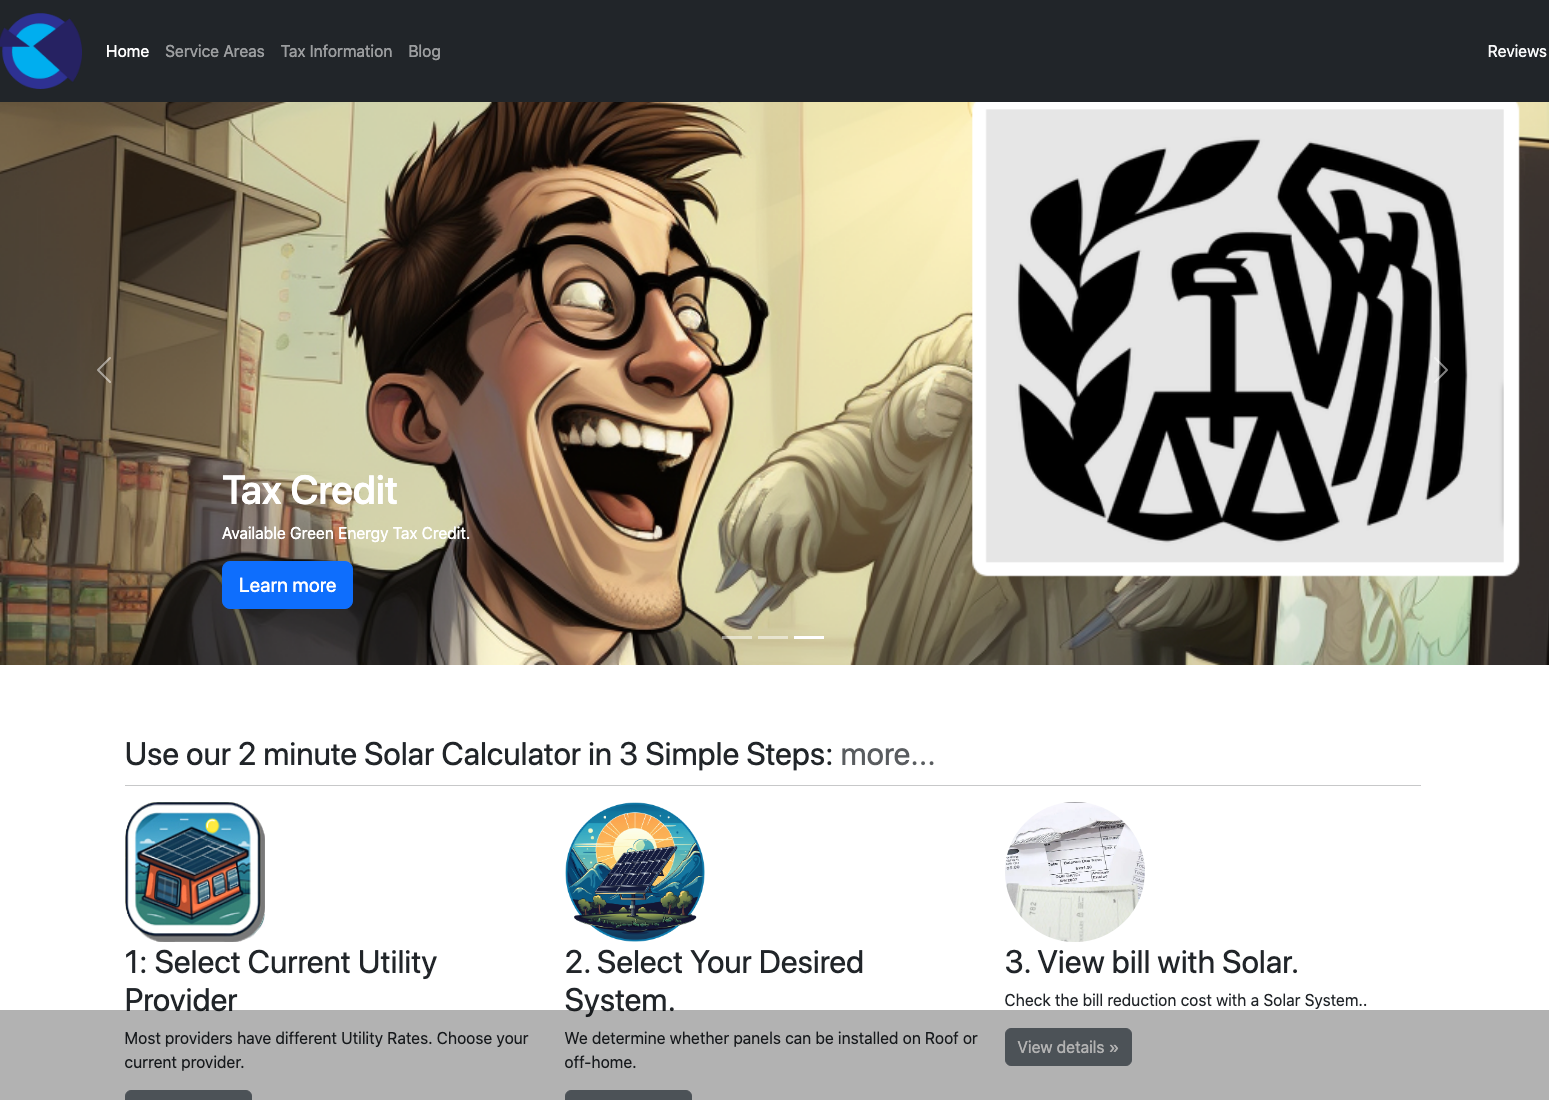 Home Service Areas Tax Information Blog Reviews
Tax Credit
Available Green Energy Tax Credit.
Learn more
Use our 2 minute Solar Calculator in 3 Simple Steps: more...
1: Select Current Utility
Provider
Most providers have different Utility Rates. Choose your
current provider.
2. Select Your Desired
System.
We determine whether panels can be installed on Roof or
off-home.
3. View bill with Solar.
Check the bill reduction cost with a Solar System..
View details »